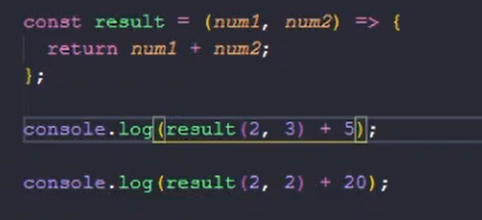 const result = (num1, num2) => {
  return num1 + num2;
};
console.log(result(2, 3) + 5);
console.log(result(2, 2) + 20);